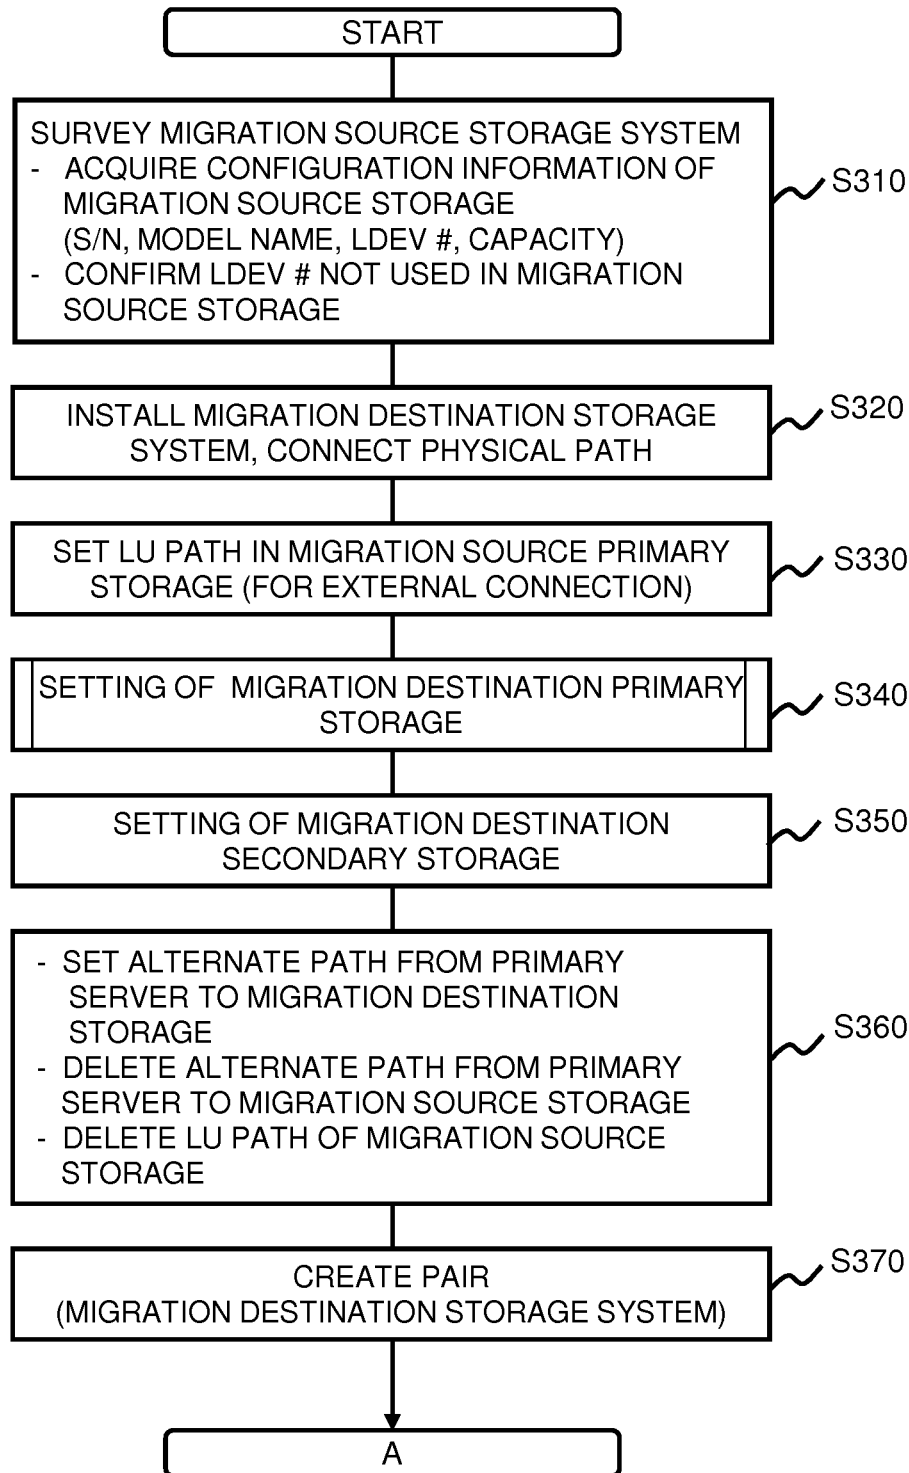 START
SURVEY MIGRATION SOURCE STORAGE SYSTEM
- ACQUIRE CONFIGURATION INFORMATION OF
MIGRATION SOURCE STORAGE
(S/N, MODEL NAME, LDEV #, CAPACITY)
- CONFIRM LDEV # NOT USED IN MIGRATION
SOURCE STORAGE
S310
INSTALL MIGRATION DESTINATION STORAGE
SYSTEM, CONNECT PHYSICAL PATH
S320
SET LU PATH IN MIGRATION SOURCE PRIMARY
STORAGE (FOR EXTERNAL CONNECTION)
S330
SETTING OF MIGRATION DESTINATION PRIMARY
STORAGE
S340
SETTING OF MIGRATION DESTINATION
SECONDARY STORAGE
S350
- SET ALTERNATE PATH FROM PRIMARY
SERVER TO MIGRATION DESTINATION
STORAGE
- DELETE ALTERNATE PATH FROM PRIMARY
SERVER TO MIGRATION SOURCE STORAGE
- DELETE LU PATH OF MIGRATION SOURCE
STORAGE
S360
CREATE PAIR
(MIGRATION DESTINATION STORAGE SYSTEM)
S370
A